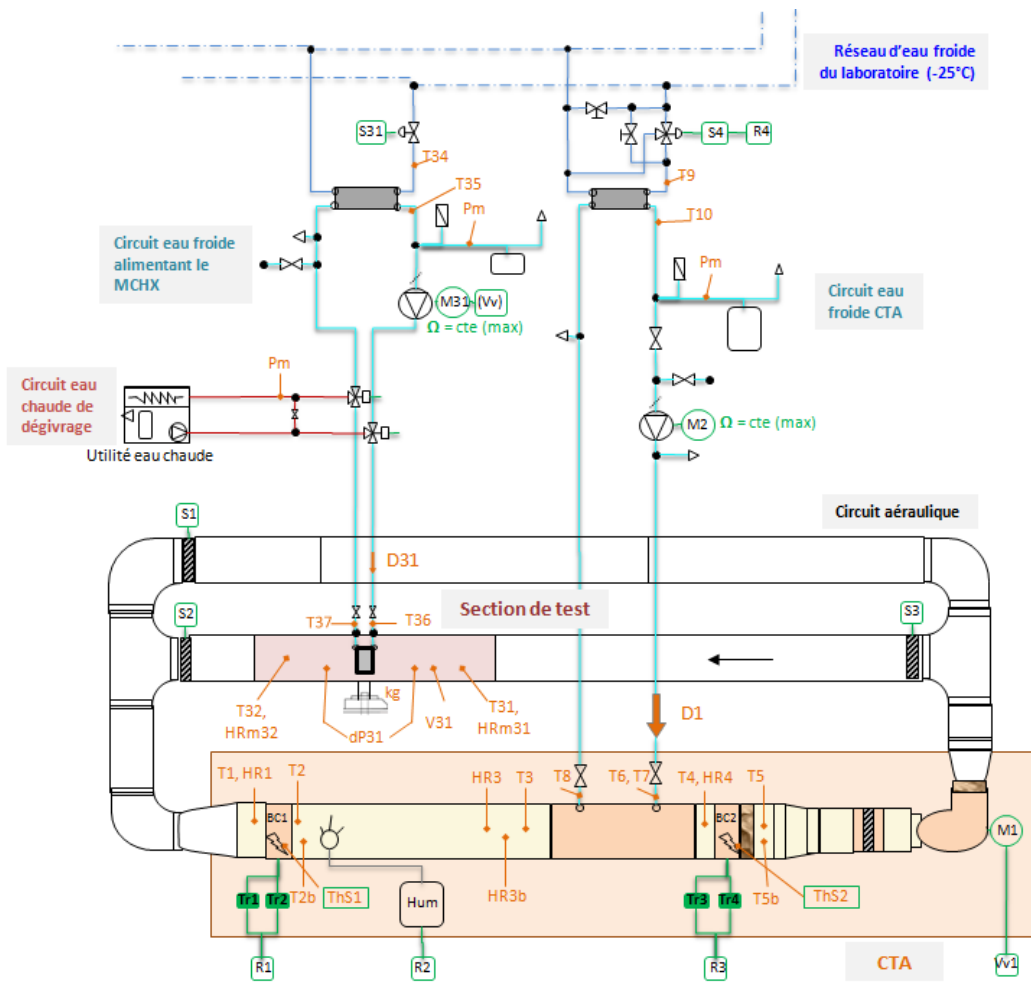 Réseau d'eau froide
du laboratoire (-25°C)
S31
S4
R4
T34
T9
T35
T10
Pm
Circuit eau froide
alimentant le
MCHX
Pm
Circuit eau
froide CTA
M31
(Vv)
Ω = cte (max)
Pm
Circuit eau
chaude de
dégivrage
M2
Ω = cte (max)
Utilité eau chaude
S1
Circuit aéraulique
D31
Section de test
S2
S3
T37
T36
kg
T32,
HRm32
dP31
V31
T31,
HRm31
D1
T1, HR1
T2
HR3
T3
T8
T6, T7
T4, HR4
T5
BC1
BC2
M1
Tr1
Tr2
T2b
ThS1
Hum
HR3b
Tr3
Tr4
T5b
ThS2
R1
R2
R3
CTA
Vv1